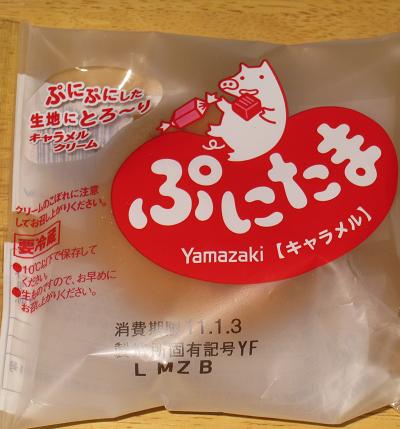 ぷにぷにした
生地にとろ〜り
キャラメル
クリーム
ぷにたま
Yamazaki【キャラメル】
クリームのこぼれに注意
してお召し上がりください。
要冷蔵
●10℃以下で保存して
ください。
●生ものですので、お早めに
お召し上がりください。
消費期限11.1.3
製造所固有記号YF
LMZB